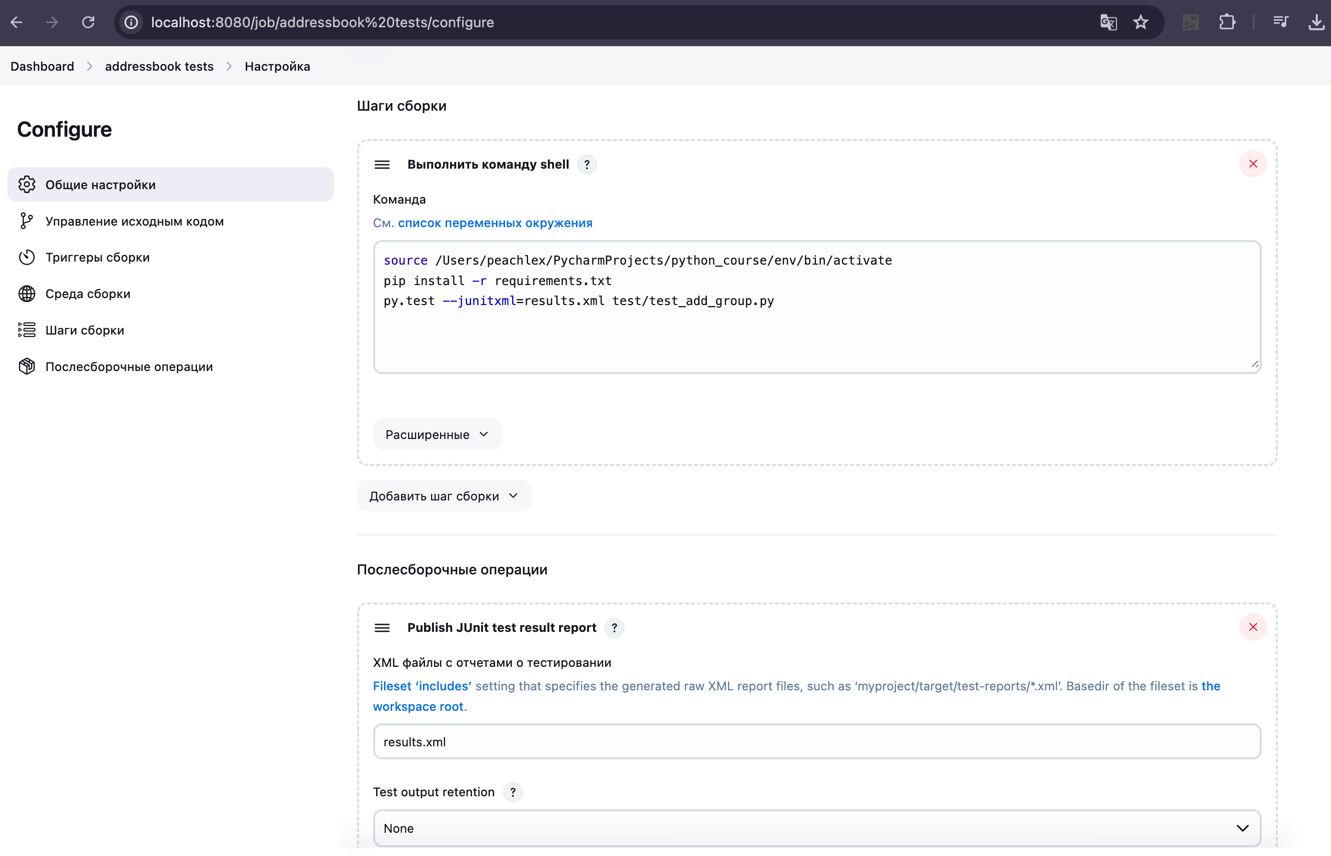 localhost:8080/job/addressbook%20tests/configure
Dashboard > addressbook tests > Настройка
Configure
Общие настройки
Управление исходным кодом
Триггеры сборки
Среда сборки
Шаги сборки
Послесборочные операции
Шаги сборки
Выполнить команду shell ?
Команда
См. список переменных окружения
source /Users/peachlex/PycharmProjects/python_course/env/bin/activate
pip install -r requirements.txt
py.test --junitxml=results.xml test/test_add_group.py
Расширенные
Добавить шаг сборки
Послесборочные операции
Publish JUnit test result report ?
XML файлы с отчетами о тестировании
Fileset ‘includes’ setting that specifies the generated raw XML report files, such as ‘myproject/target/test-reports/*.xml’. Basedir of the fileset is the
workspace root.
results.xml
Test output retention ?
None